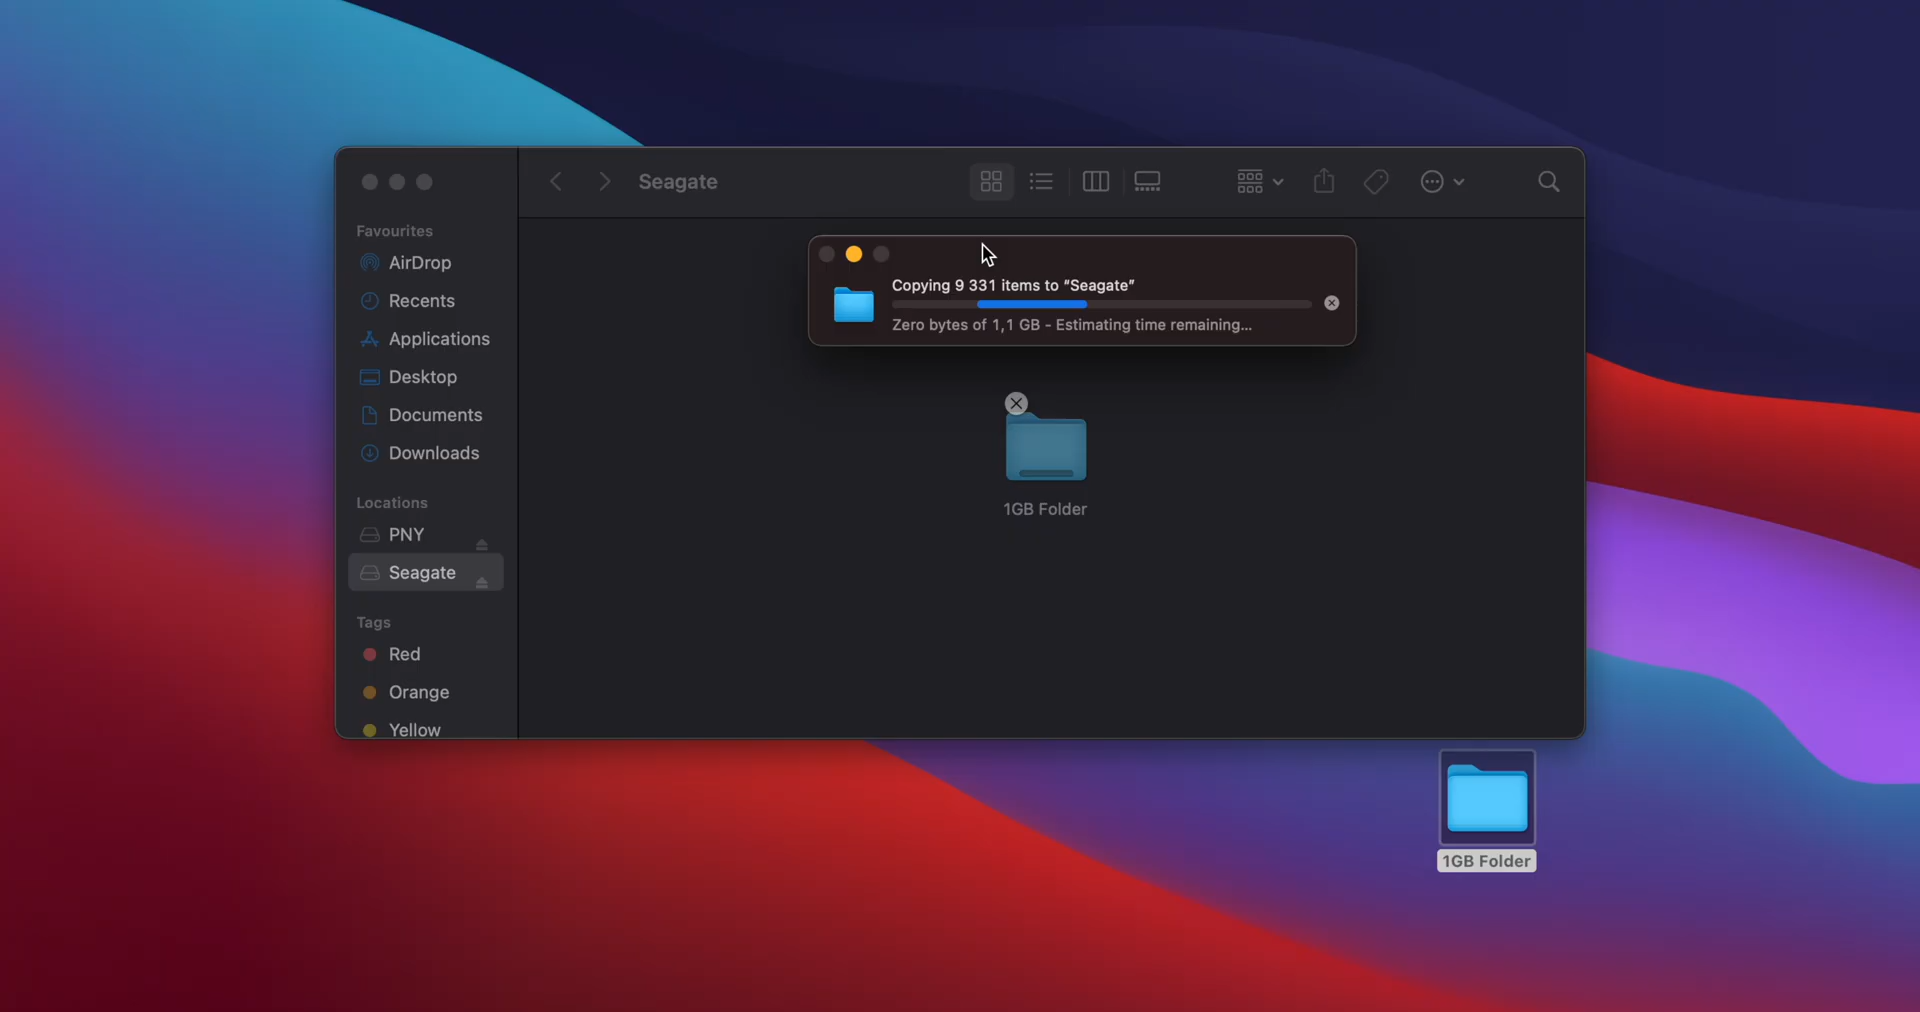 Seagate
Favourites
AirDrop
Recents
Applications
Desktop
Documents
Downloads
Locations
PNY
Seagate
Tags
Red
Orange
Yellow
Copying 9 331 items to “Seagate”
Zero bytes of 1,1 GB - Estimating time remaining...
1GB Folder
1GB Folder